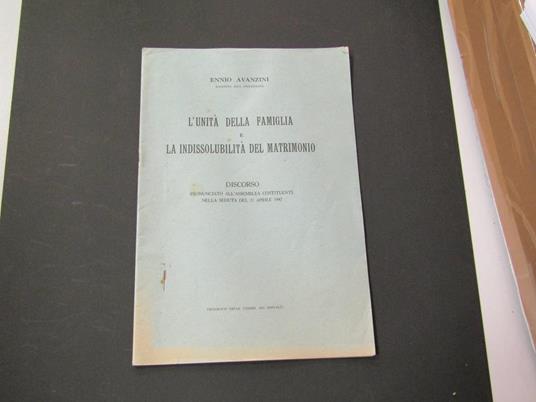 ENNIO AVANZINI
L'UNITÀ DELLA FAMIGLIA
E
LA INDISSOLUBILITÀ DEL MATRIMONIO
DISCORSO
PRONUNCIATO ALL'ASSEMBLEA COSTITUENTE
NELLA SEDUTA DEL 21 APRILE 1947